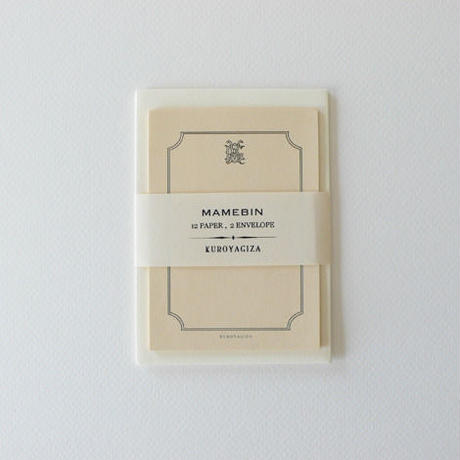 MAMEBIN
12 PAPER , 2 ENVELOPE
KUROYAGIZA